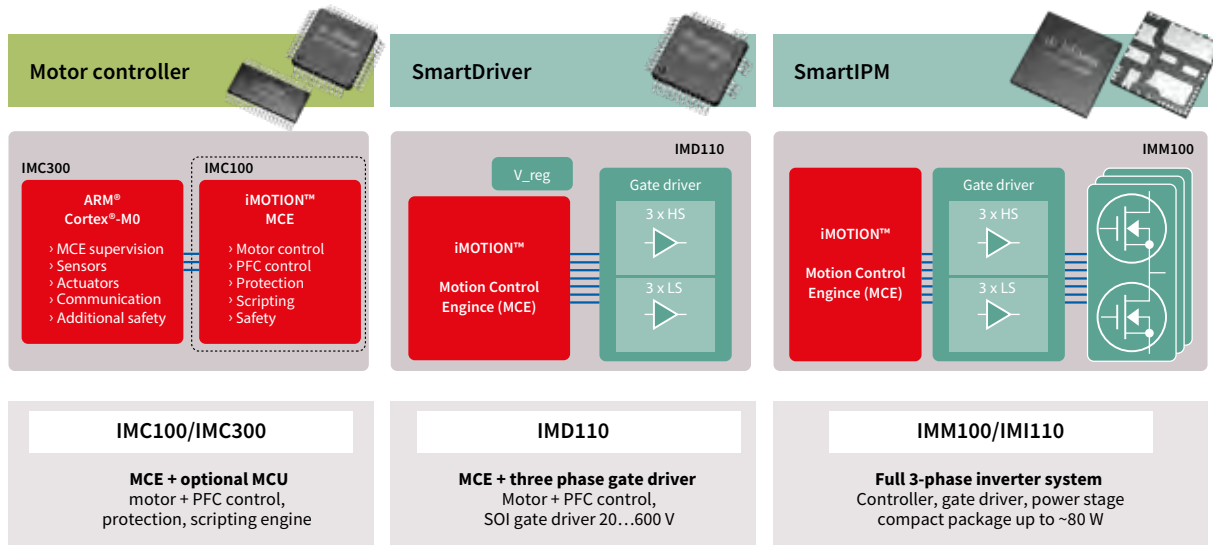 Motor controller
SmartDriver
SmartIPM
IMC300
IMC100
ARM®
Cortex®-M0
› MCE supervision
› Sensors
› Actuators
› Communication
› Additional safety
iMOTION™
MCE
› Motor control
› PFC control
› Protection
› Scripting
› Safety
IMD110
V_reg
iMOTION™
Motion Control
Engince (MCE)
Gate driver
3 x HS
3 x LS
IMM100
iMOTION™
Motion Control
Engince (MCE)
Gate driver
3 x HS
3 x LS
IMC100/IMC300
MCE + optional MCU
motor + PFC control,
protection, scripting engine
IMD110
MCE + three phase gate driver
Motor + PFC control,
SOI gate driver 20…600 V
IMM100/IMI110
Full 3-phase inverter system
Controller, gate driver, power stage
compact package up to ~80 W